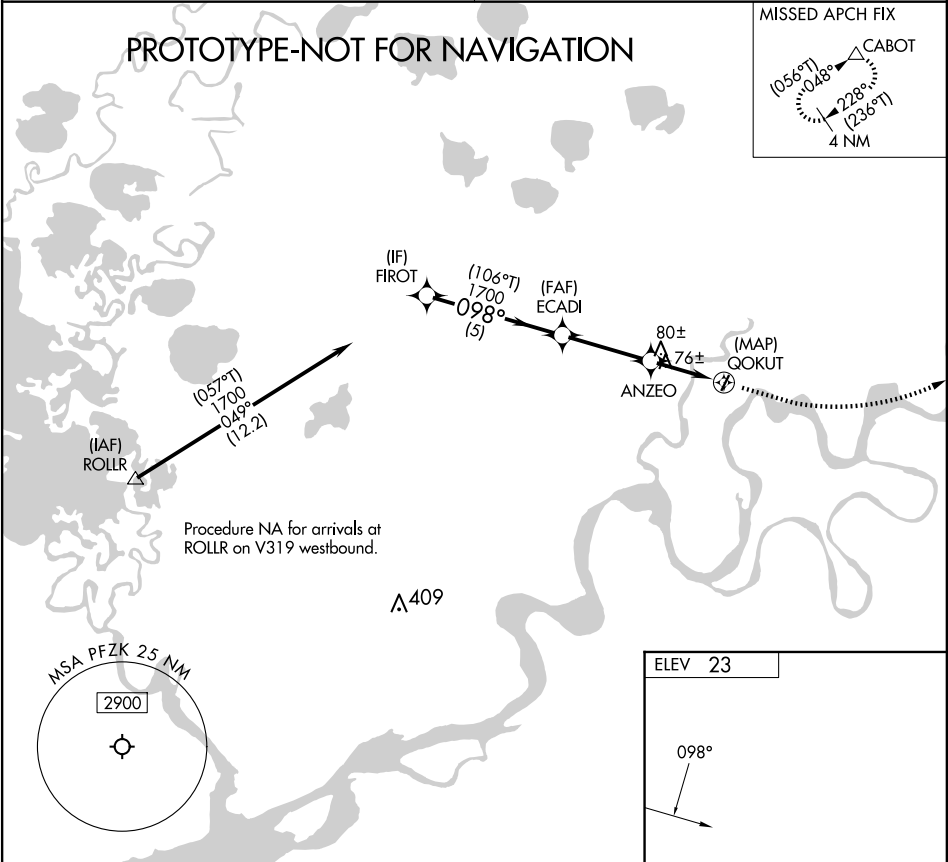 PROTOTYPE-NOT FOR NAVIGATION
MISSED APCH FIX
CABOT
(056°T)
048°
228°
(236°T)
4 NM
(IF)
FIROT
(106°T)
1700
098°
(5)
(FAF)
ECADI
80±
76±
ANZEO
(MAP)
QOKUT
(057°T)
1700
049°
(12.2)
(IAF)
ROLLR
Procedure NA for arrivals at
ROLLR on V319 westbound.
409
MSA PFZK 25 NM
2900
ELEV 23
098°